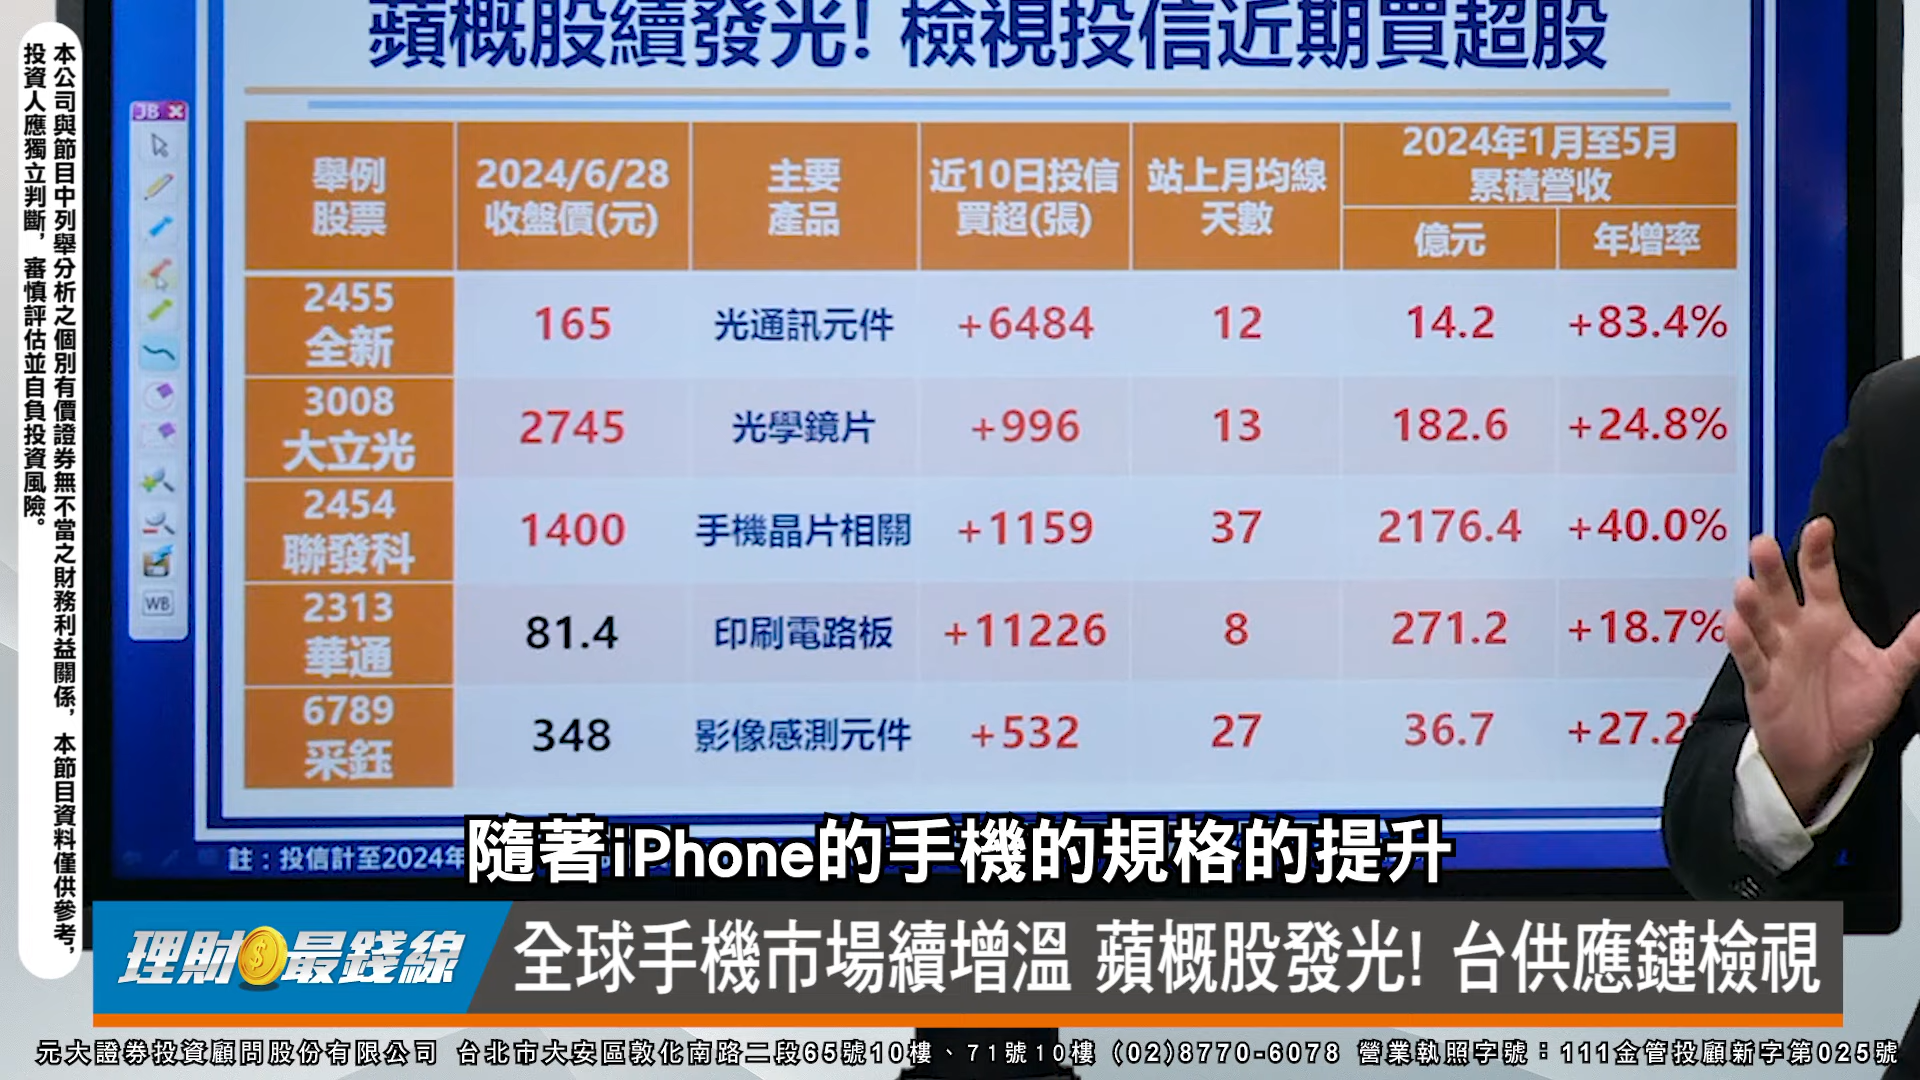 本公司與節目中列舉分析之個別有價證券無不當之財務利益關係，本節目資料僅供參考，
投資人應獨立判斷，審慎評估並自負投資風險。
蘋概股續發光! 檢視投信近期買超股
JB
舉例
股票
2024/6/28
收盤價(元)
主要
產品
近10日投信
買超(張)
站上月均線
天數
2024年1月至5月
累積營收
億元
年增率
2455
全新
165
光通訊元件
+6484
12
14.2
+83.4%
3008
大立光
2745
光學鏡片
+996
13
182.6
+24.8%
2454
聯發科
1400
手機晶片相關
+1159
37
2176.4
+40.0%
2313
華通
81.4
印刷電路板
+11226
8
271.2
+18.7%
6789
采鈺
348
影像感測元件
+532
27
36.7
+27.2
WB
註：投信計至2024年
隨著iPhone的手機的規格的提升
理財最錢線
全球手機市場續增溫 蘋概股發光! 台供應鏈檢視
元大證券投資顧問股份有限公司 台北市大安區敦化南路二段65號10樓、71號10樓 (02)8770-6078 營業執照字號：111金管投顧新字第025號